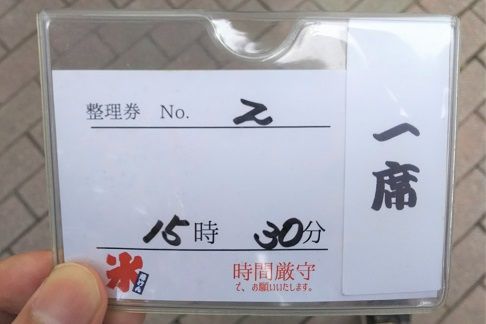 整理券 No. 2
一席
15時 30分
氷
時間厳守
で、お願いいたします。